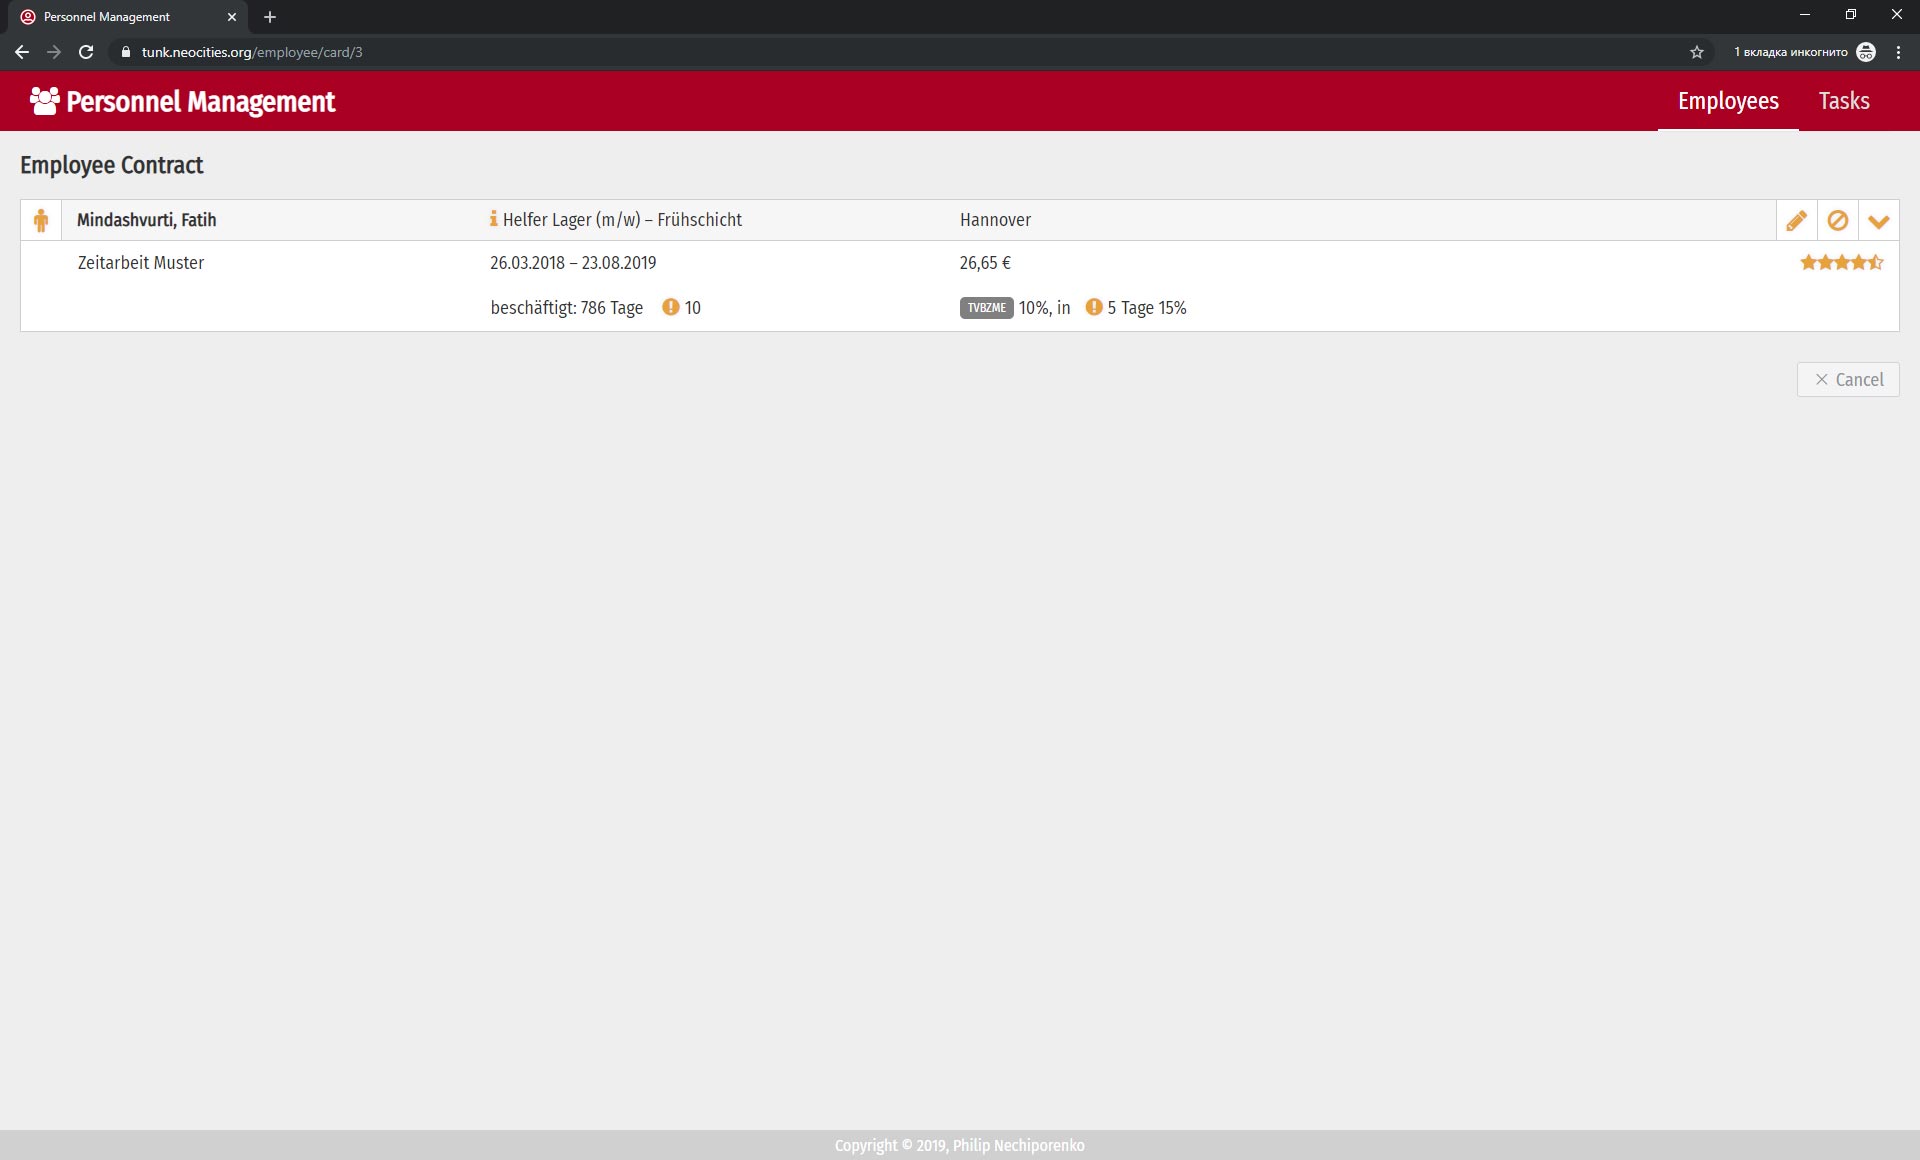 Personnel Management
tunk.neocities.org/employee/card/3
1 вкладка инкогнито
Personnel Management
Employees
Tasks
Employee Contract
Mindashvurti, Fatih
Helfer Lager (m/w) – Frühschicht
Hannover
Zeitarbeit Muster
26.03.2018 – 23.08.2019
26,65 €
beschäftigt: 786 Tage
10
TVBZME 10%, in
5 Tage 15%
Cancel
Copyright © 2019, Philip Nechiporenko